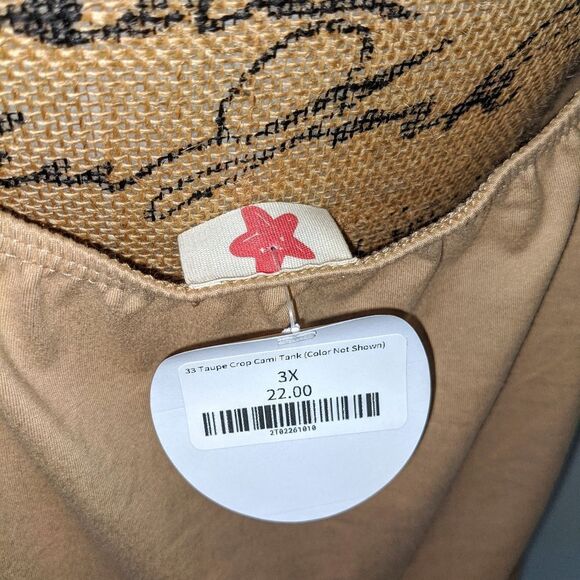 33 Taupe Crop Cami Tank (Color Not Shown)
3X
22.00
2T02261010